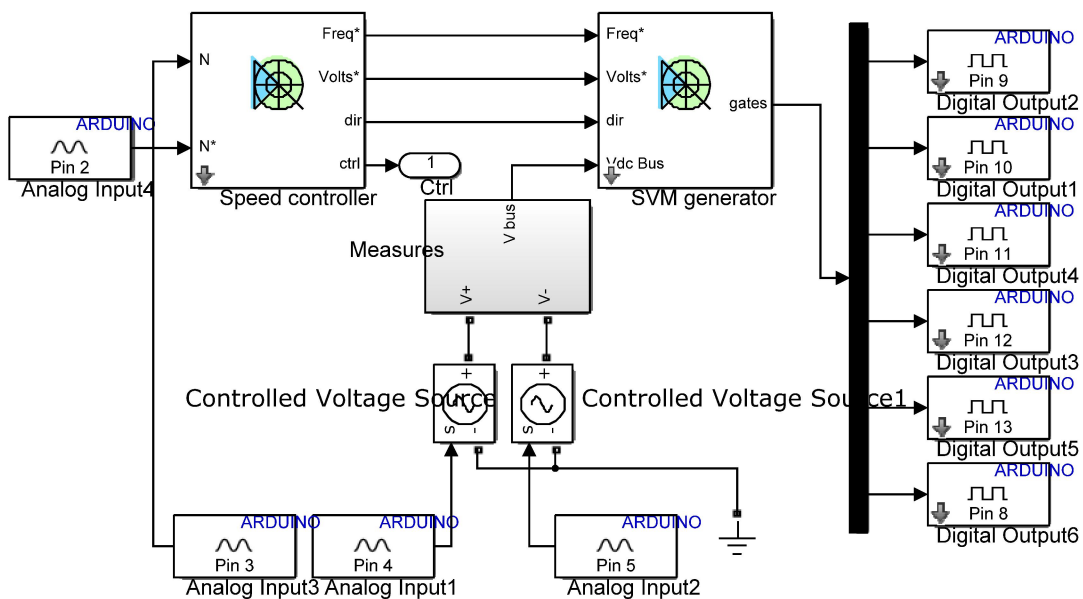 N
N*
Freq*
Volts*
dir
ctrl
Speed controller
1
Ctrl
Freq*
Volts*
dir
Vdc Bus
gates
SVM generator
ARDUINO
Pin 2
Analog Input4
Measures
V bus
V+
V-
Controlled Voltage Source
+
s
-
+
s
-
Controlled Voltage Source1
ARDUINO
Pin 3
Analog Input3
ARDUINO
Pin 4
Analog Input1
ARDUINO
Pin 5
Analog Input2
ARDUINO
Pin 9
Digital Output2
ARDUINO
Pin 10
Digital Output1
ARDUINO
Pin 11
Digital Output4
ARDUINO
Pin 12
Digital Output3
ARDUINO
Pin 13
Digital Output5
ARDUINO
Pin 8
Digital Output6